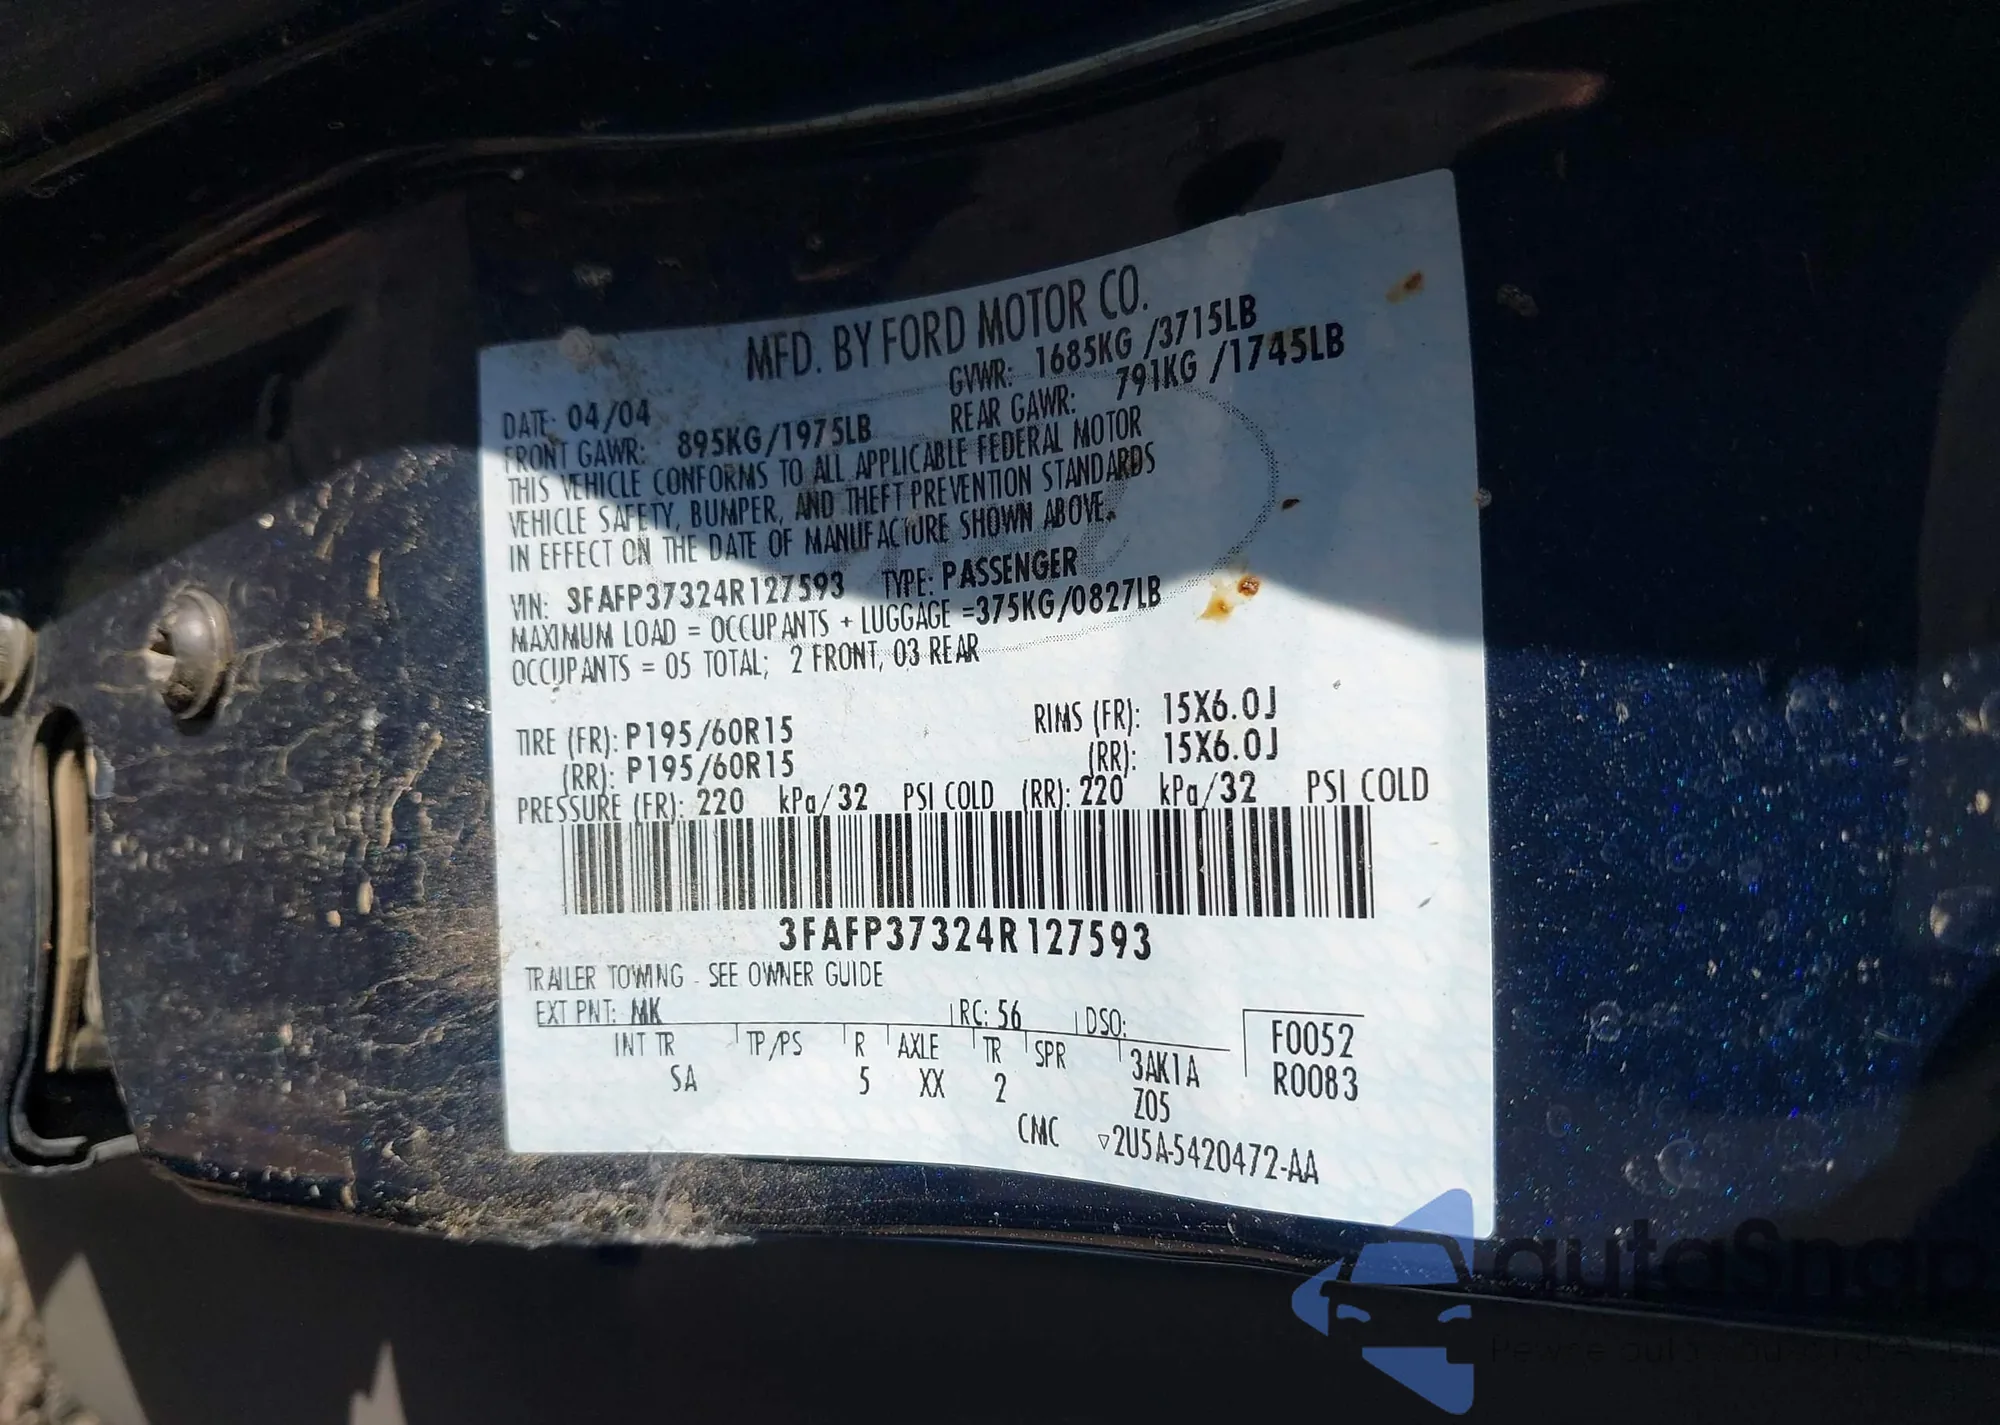 MFD. BY FORD MOTOR CO.
DATE: 04/04 GVWR: 1685KG /3715LB
FRONT GAWR: 895KG/1975LB REAR GAWR: 791KG /1745LB
THIS VEHICLE CONFORMS TO ALL APPLICABLE FEDERAL MOTOR
VEHICLE SAFETY, BUMPER, AND THEFT PREVENTION STANDARDS
IN EFFECT ON THE DATE OF MANUFACTURE SHOWN ABOVE.
VIN: 3FAFP37324R127593 TYPE: PASSENGER
MAXIMUM LOAD = OCCUPANTS + LUGGAGE =375KG/0827LB
OCCUPANTS = 05 TOTAL; 2 FRONT, 03 REAR
TIRE (FR): P195/60R15 RIMS (FR): 15X6.0J
(RR): P195/60R15 (RR): 15X6.0J
PRESSURE (FR): 220 kPa/32 PSI COLD (RR): 220 kPa/32 PSI COLD
3FAFP37324R127593
TRAILER TOWING - SEE OWNER GUIDE
EXT PNT: MK RC: 56 DSO: F0052
INT TR TP/PS R AXLE TR SPR 3AK1A R0083
SA 5 XX 2 Z05
CMC 2U5A-5420472-AA
autoSnap